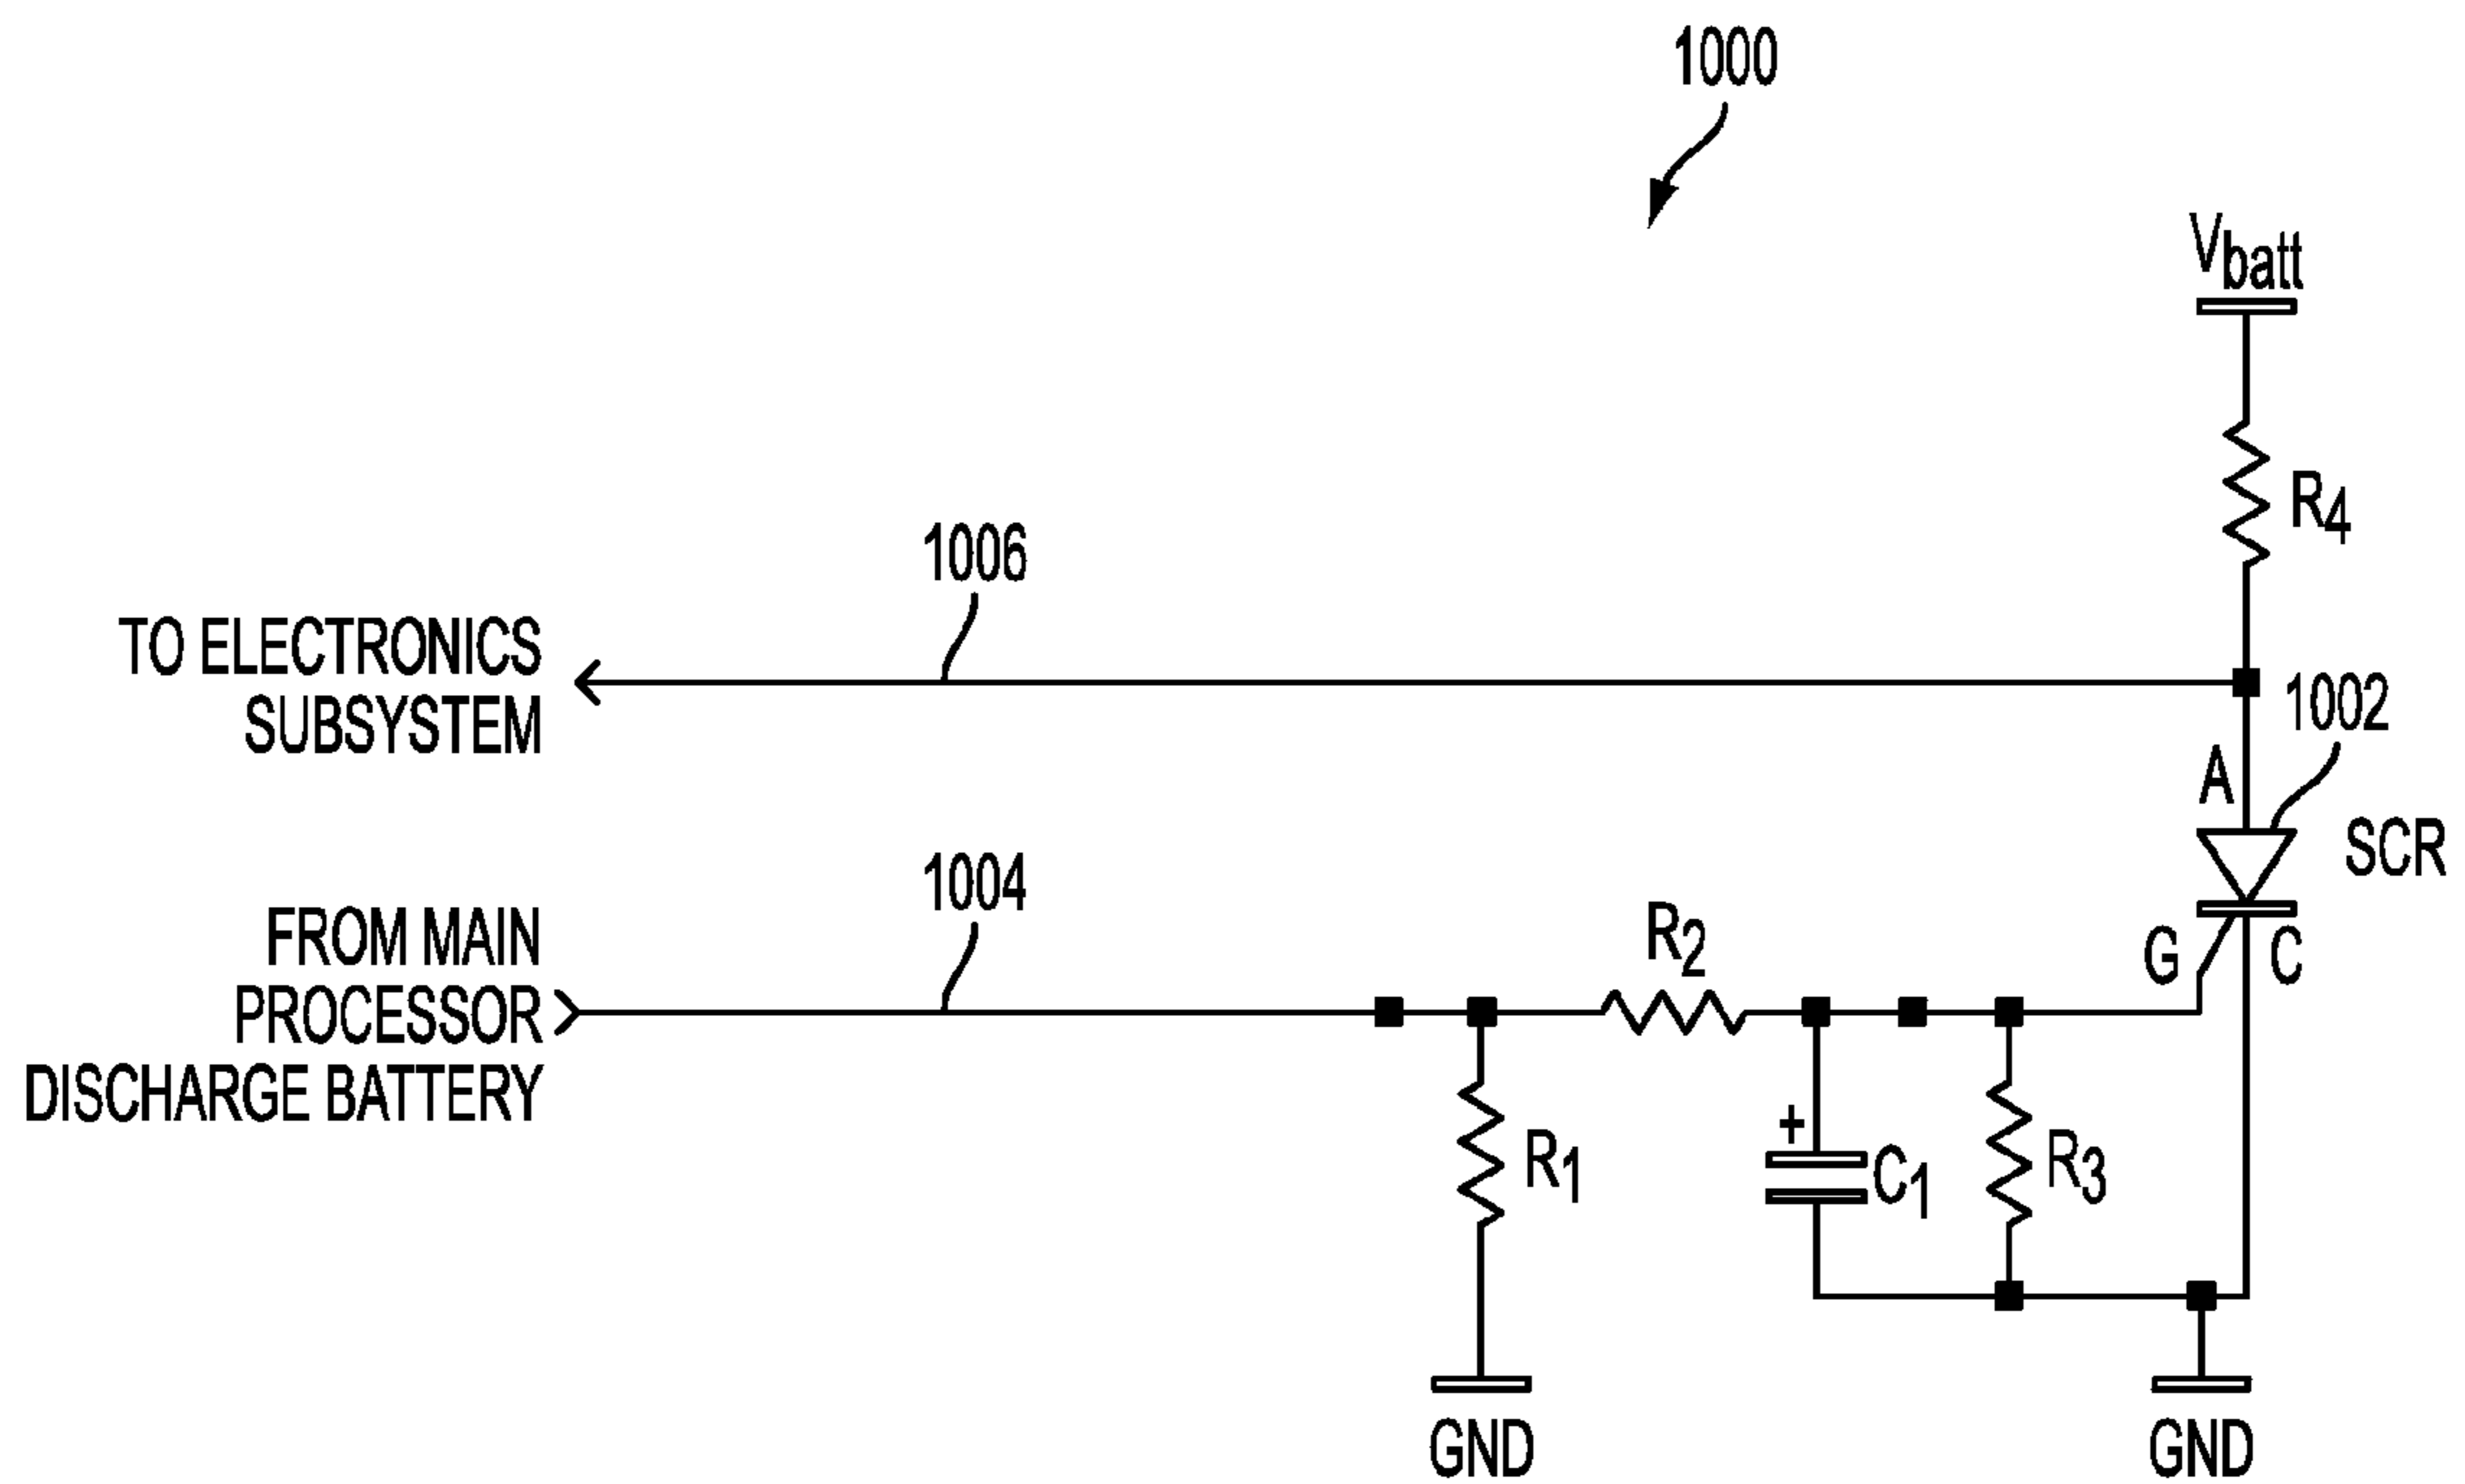 1000
Vbatt
R4
1006
TO ELECTRONICS
SUBSYSTEM
1002
A
SCR
1004
FROM MAIN
PROCESSOR
DISCHARGE BATTERY
R2
G
C
+
R1
C1
R3
GND
GND